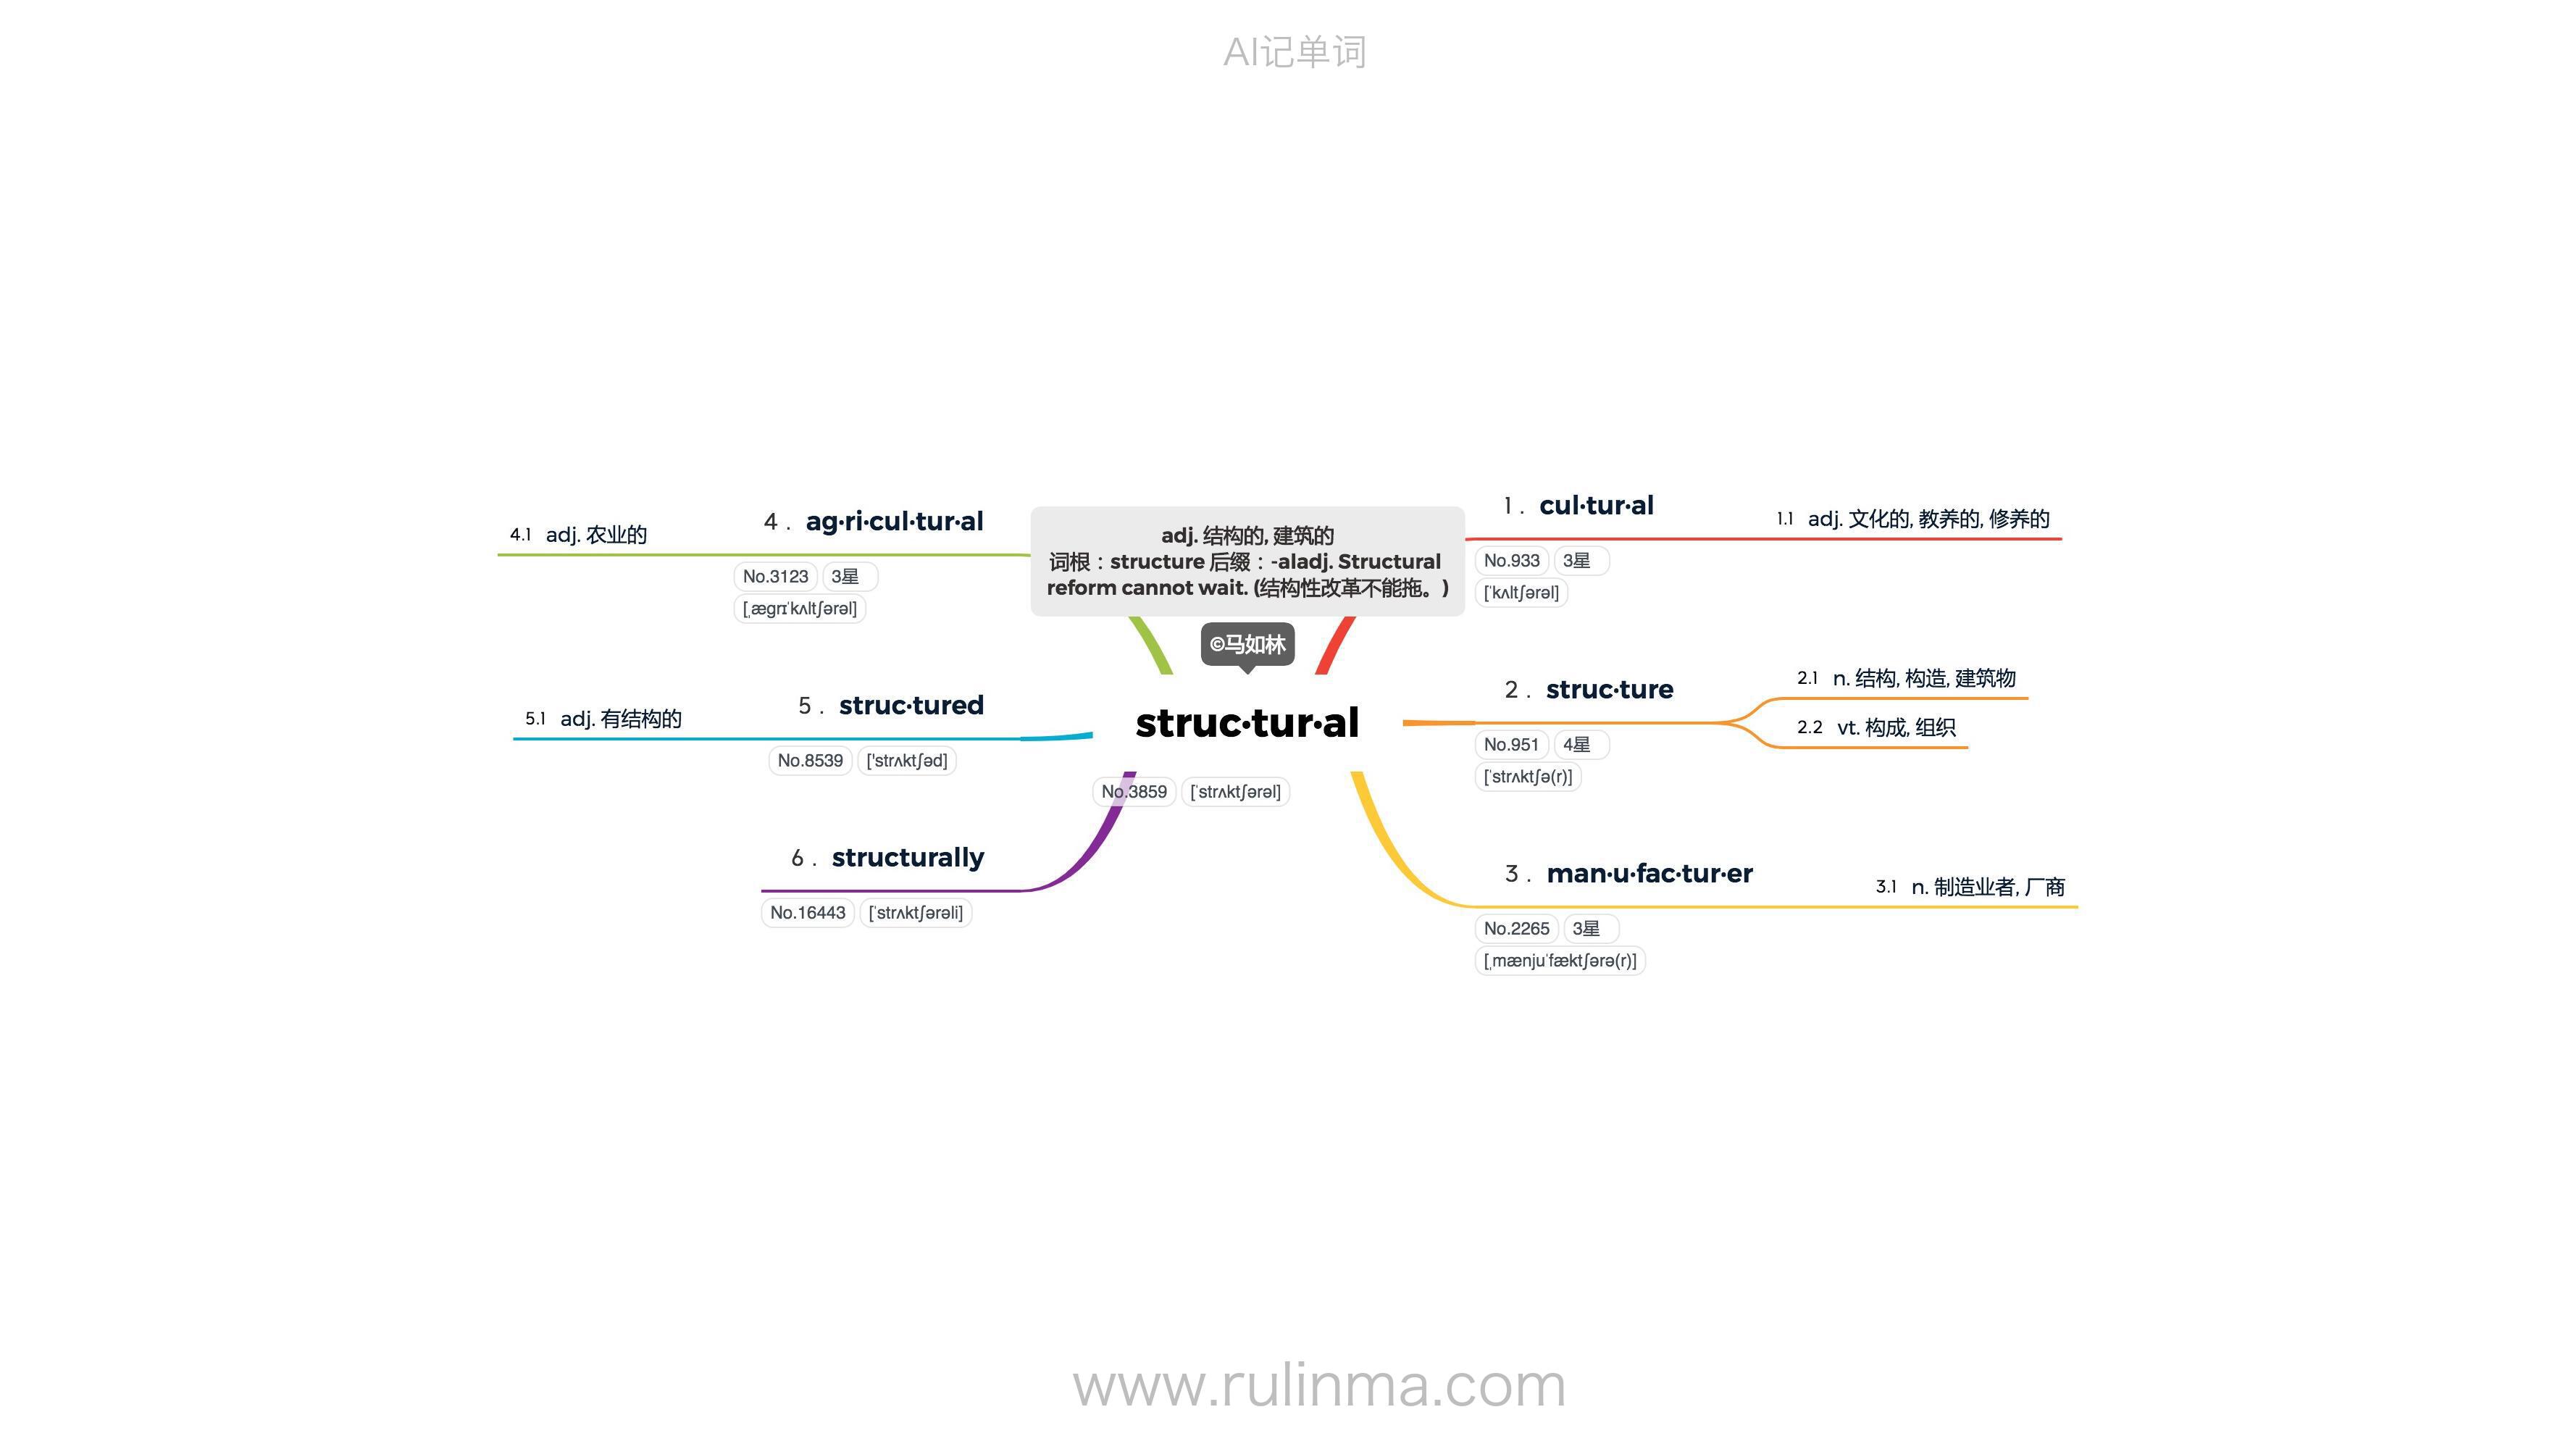 AI记单词
adj. 结构的, 建筑的
词根：structure 后缀：-aladj. Structural
reform cannot wait. (结构性改革不能拖。)
©马如林
struc·tur·al
No.3859 [ˈstrʌktʃərəl]
1. cul·tur·al
No.933 3星
[ˈkʌltʃərəl]
1.1 adj. 文化的, 教养的, 修养的
2. struc·ture
No.951 4星
[ˈstrʌktʃə(r)]
2.1 n. 结构, 构造, 建筑物
2.2 vt. 构成, 组织
3. man·u·fac·tur·er
No.2265 3星
[ˌmænjuˈfæktʃərə(r)]
3.1 n. 制造业者, 厂商
4. ag·ri·cul·tur·al
No.3123 3星
[ˌægrɪˈkʌltʃərəl]
4.1 adj. 农业的
5. struc·tured
No.8539 ['strʌktʃəd]
5.1 adj. 有结构的
6. structurally
No.16443 [ˈstrʌktʃərəli]
www.rulinma.com